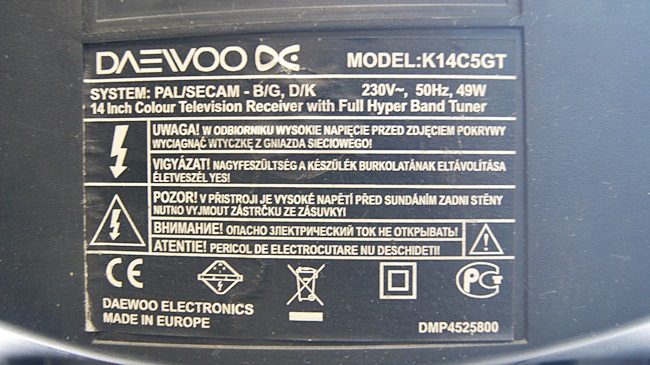 DAEWOO DE MODEL:K14C5GT
SYSTEM: PAL/SECAM - B/G, D/K 230V~, 50Hz, 49W
14 Inch Colour Television Receiver with Full Hyper Band Tuner
UWAGA! W ODBIORNIKU WYSOKIE NAPIĘCIE PRZED ZDJĘCIEM POKRYWY
WYCIĄGNĄĆ WTYCZKĘ Z GNIAZDA SIECIOWEGO!
VIGYÁZAT! NAGYFESZÜLTSÉG A KÉSZÜLÉK BURKOLATÁNAK ELTÁVOLÍTÁSA
ÉLETVESZÉLYES!
POZOR! V PŘÍSTROJI JE VYSOKÉ NAPĚTÍ PŘED SUNDÁNÍM ZADNI STĚNY
NUTNO VYJMOUT ZÁSTRČKU ZE ZÁSUVKY!
ВНИМАНИЕ! ОПАСНО ЭЛЕКТРИЧЕСКИЙ ТОК НЕ ОТКРЫВАТЬ!
ATENTIE! PERICOL DE ELECTROCUTARE NU DESCHIDETI!
CE PG
DAEWOO ELECTRONICS
MADE IN EUROPE
DMP4525800